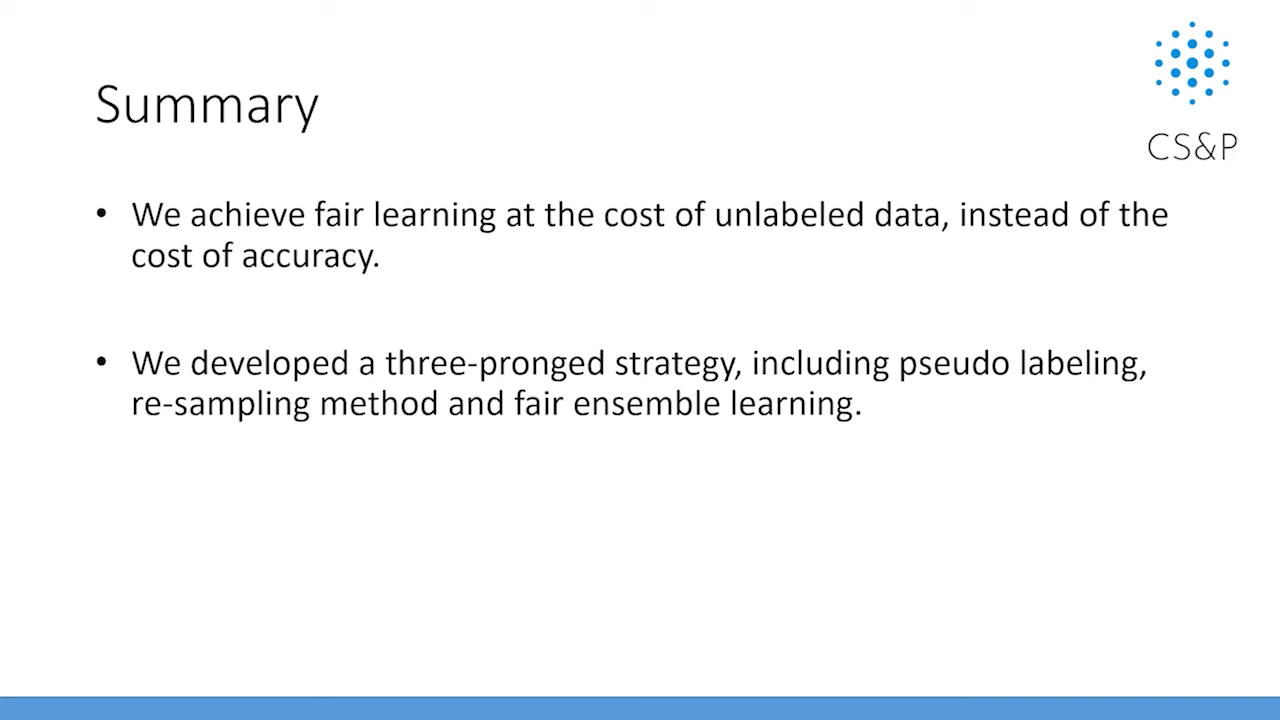 Summary
CS&P
• We achieve fair learning at the cost of unlabeled data, instead of the
cost of accuracy.
• We developed a three-pronged strategy, including pseudo labeling,
re-sampling method and fair ensemble learning.